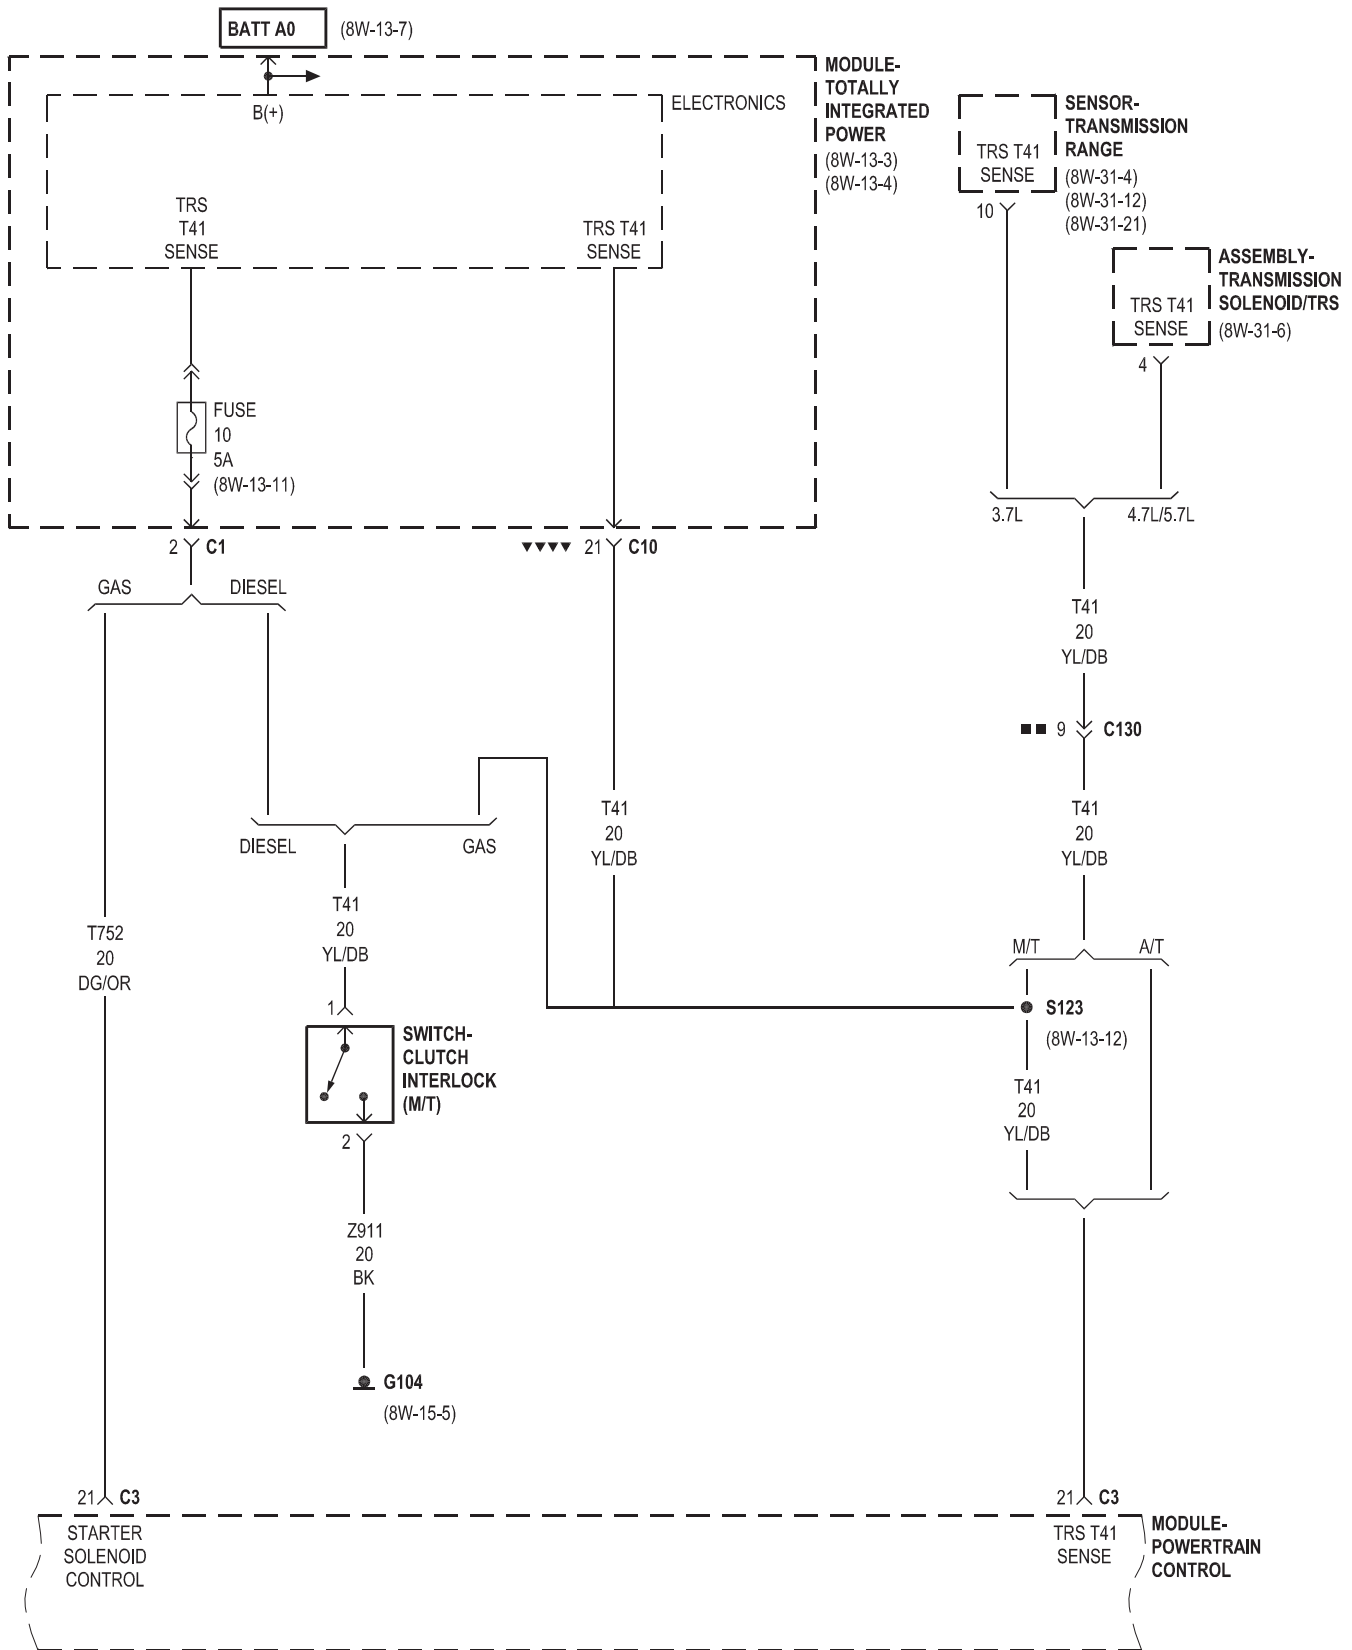 BATT A0 (8W-13-7)
B(+)
ELECTRONICS
MODULE-
TOTALLY
INTEGRATED
POWER
(8W-13-3)
(8W-13-4)
TRS
T41
SENSE
TRS T41
SENSE
FUSE
10
5A
(8W-13-11)
2 C1
▼▼▼▼ 21 C10
TRS T41
SENSE
SENSOR-
TRANSMISSION
RANGE
(8W-31-4)
(8W-31-12)
(8W-31-21)
10
TRS T41
SENSE
ASSEMBLY-
TRANSMISSION
SOLENOID/TRS
(8W-31-6)
4
3.7L 4.7L/5.7L
GAS DIESEL
T41
20
YL/DB
■■ 9 C130
T41
20
YL/DB
T41
20
YL/DB
DIESEL GAS
T41
20
YL/DB
T752
20
DG/OR
M/T A/T
1
SWITCH-
CLUTCH
INTERLOCK
(M/T)
2
S123
(8W-13-12)
T41
20
YL/DB
Z911
20
BK
G104
(8W-15-5)
21 C3
STARTER
SOLENOID
CONTROL
21 C3
TRS T41
SENSE
MODULE-
POWERTRAIN
CONTROL